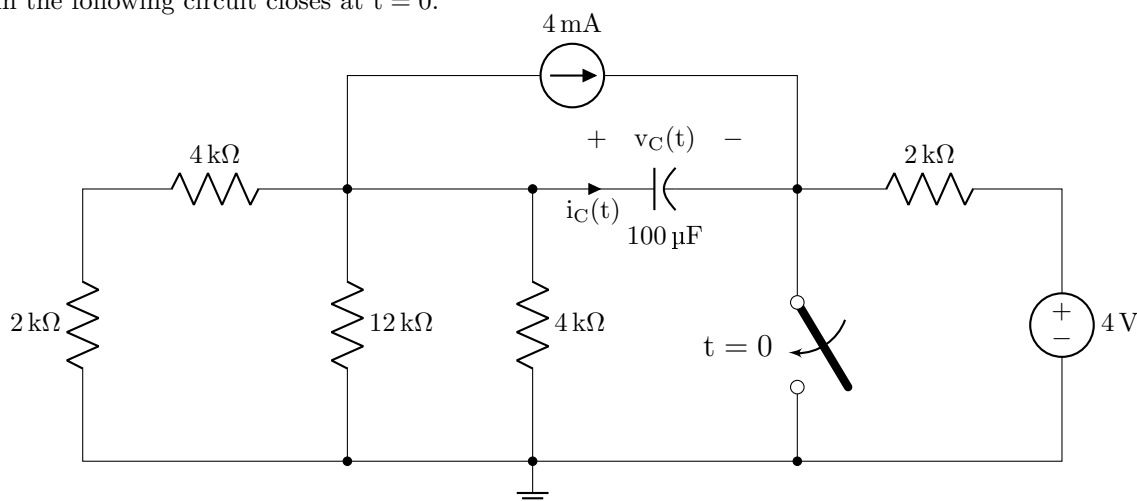 in the following circuit closes at t = 0.
4 mA
+ v_C(t) −
4 kΩ
2 kΩ
i_C(t)
100 µF
2 kΩ
12 kΩ
4 kΩ
t = 0
+
−
4 V